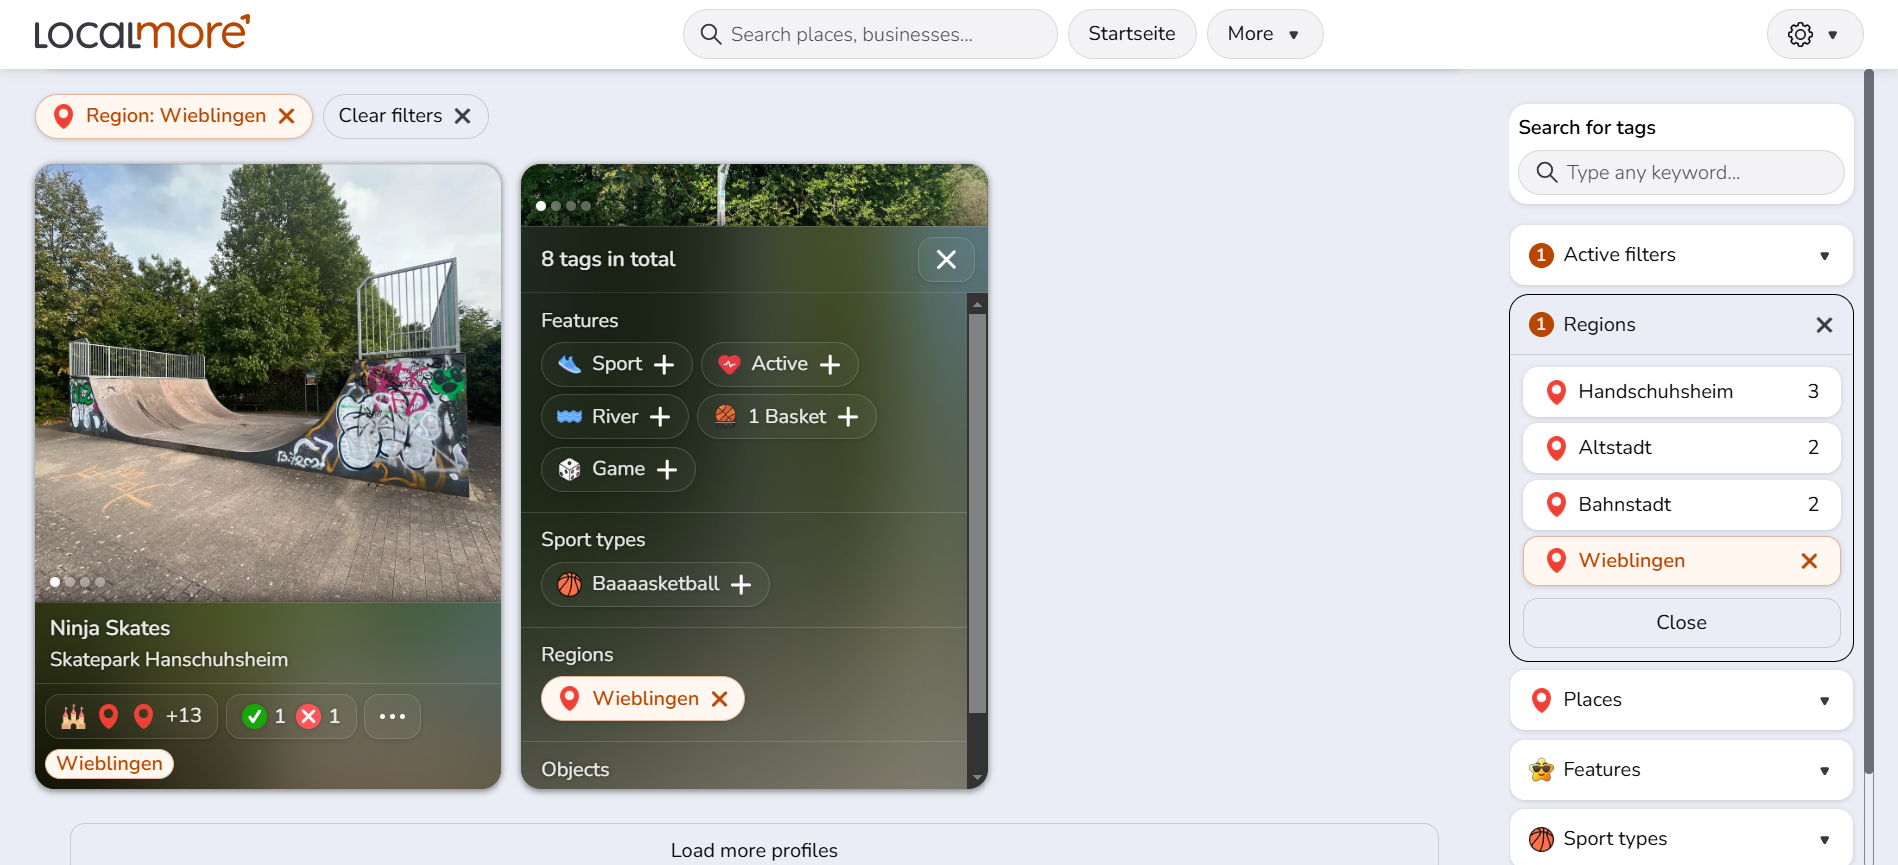 Localmore
Search places, businesses...
Startseite
More
Region: Wieblingen
Clear filters
Ninja Skates
Skatepark Hanschuhsheim
+13
1
1
Wieblingen
8 tags in total
Features
Sport
Active
River
1 Basket
Game
Sport types
Baaaasketball
Regions
Wieblingen
Objects
Load more profiles
Search for tags
Type any keyword...
1 Active filters
1 Regions
Handschuhsheim 3
Altstadt 2
Bahnstadt 2
Wieblingen
Close
Places
Features
Sport types